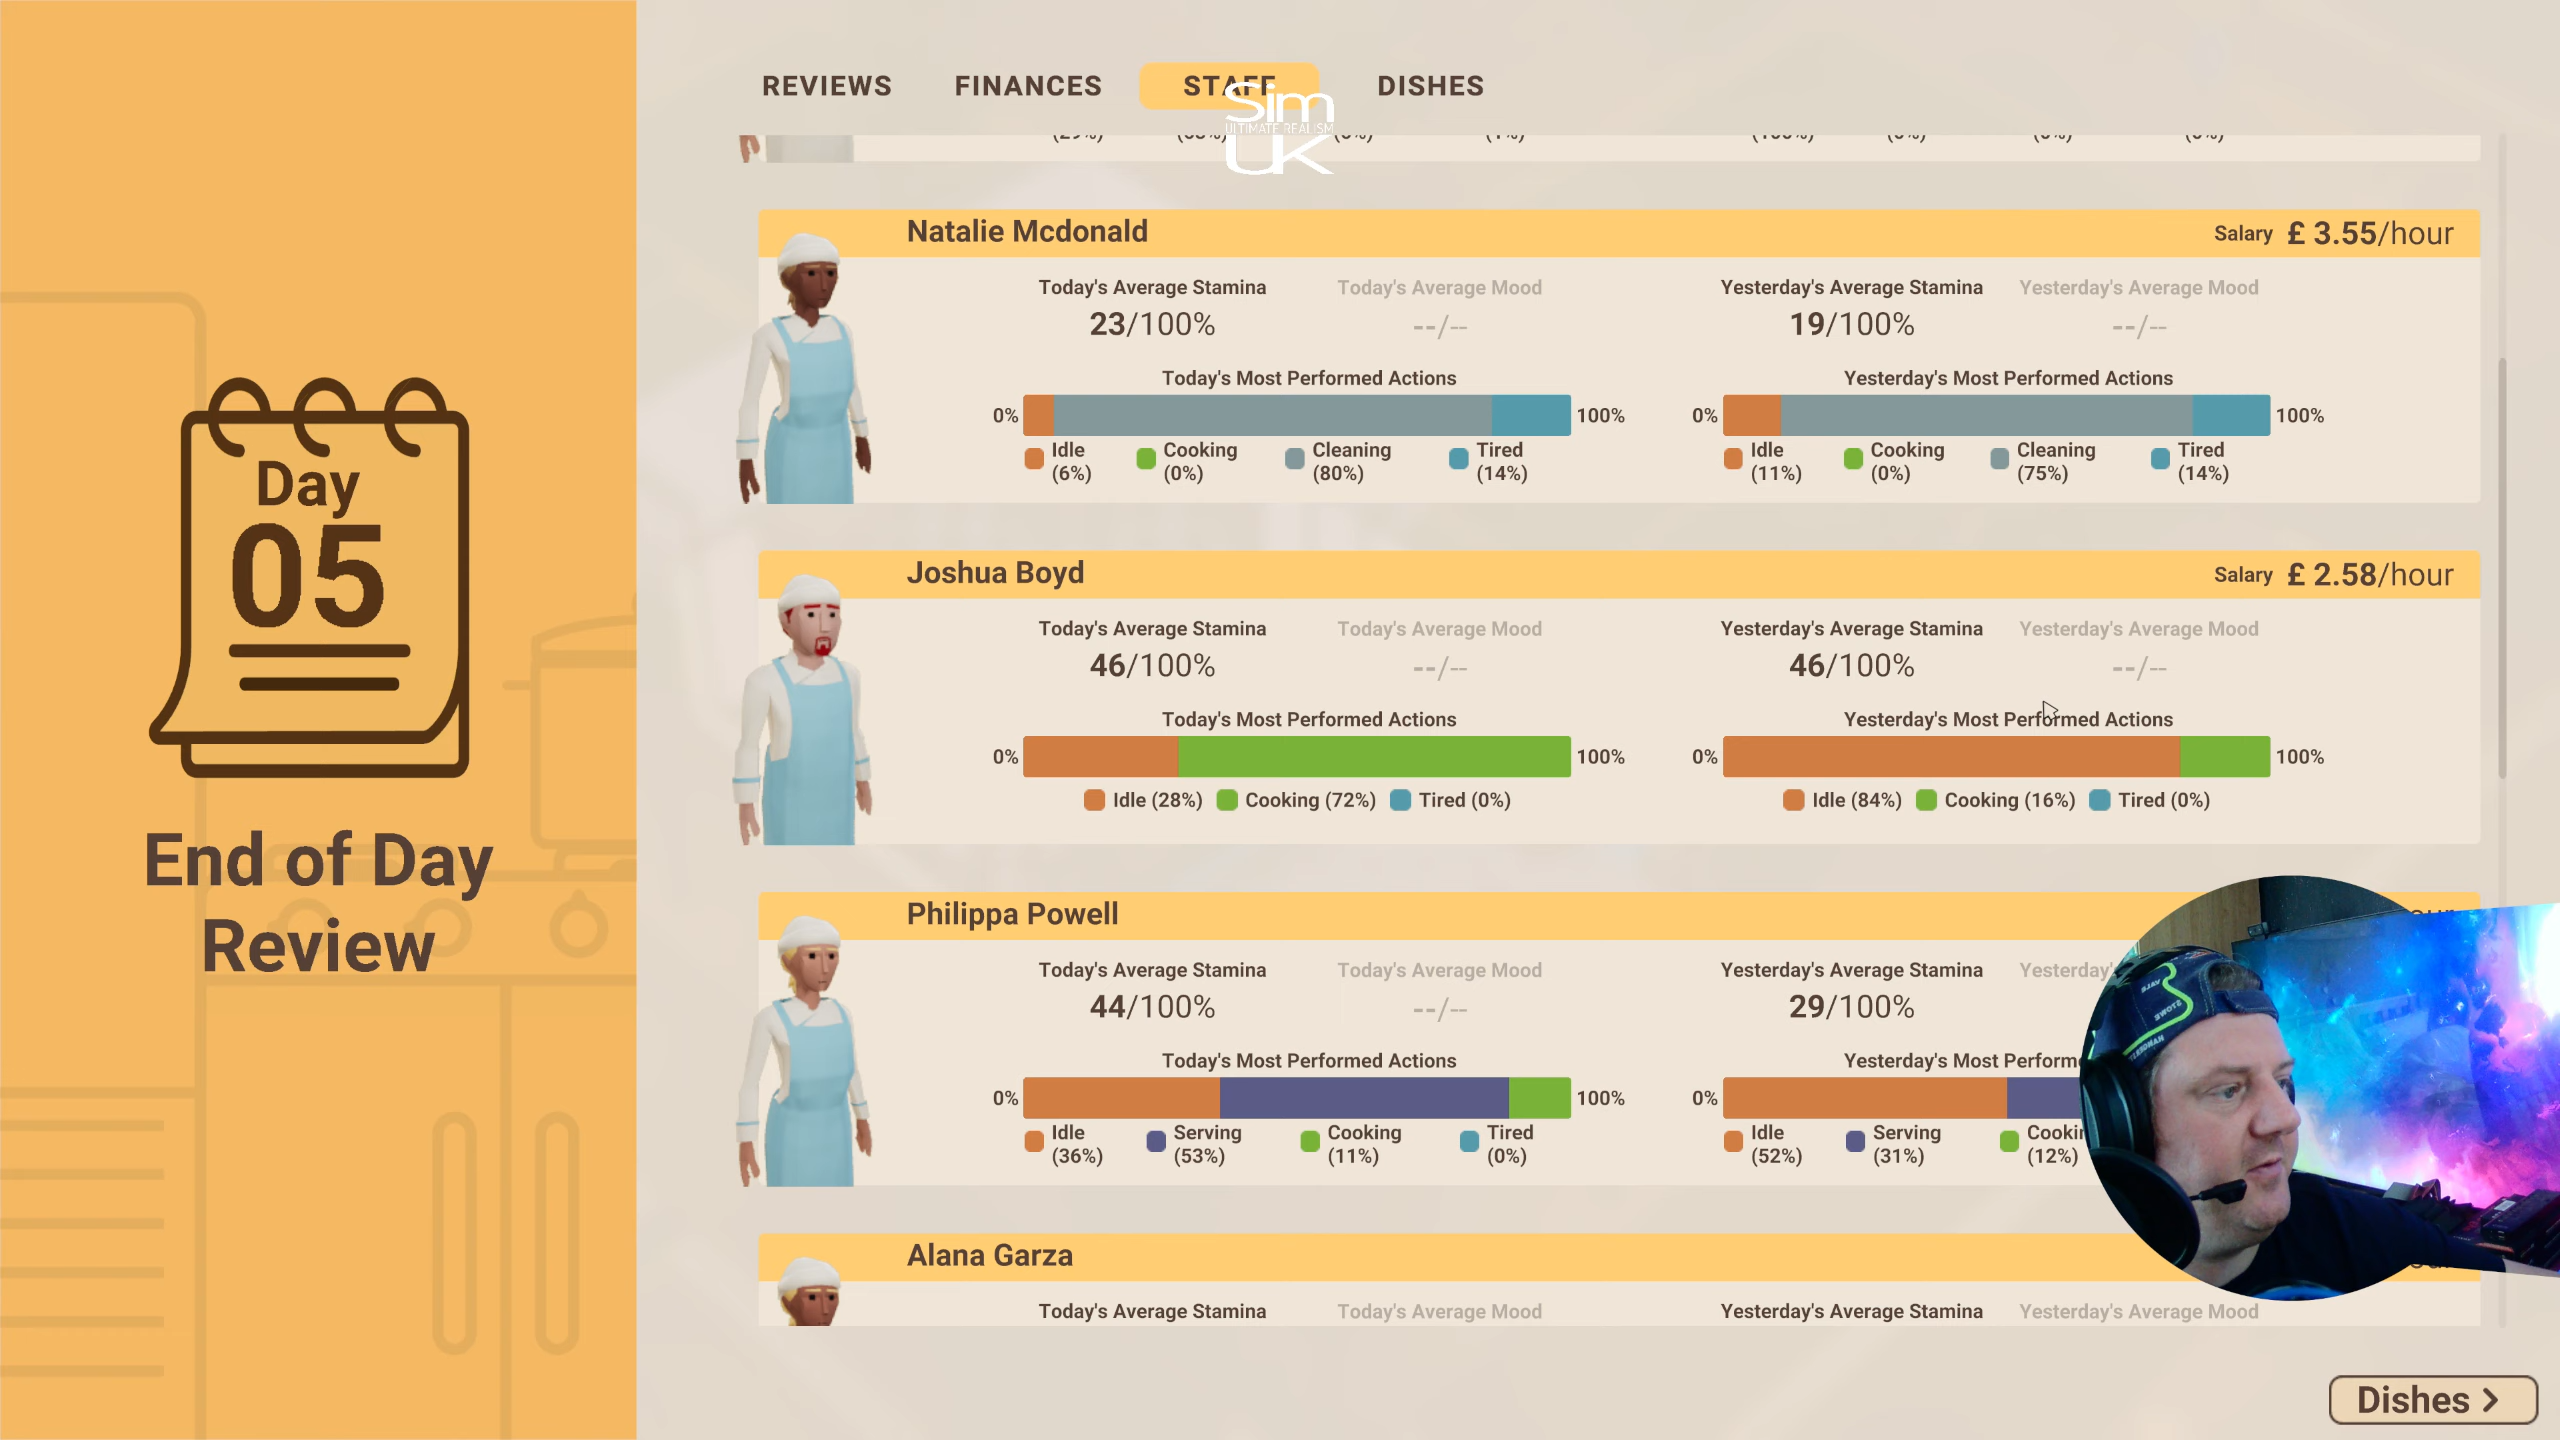 REVIEWS FINANCES STAFF DISHES
Sim
ULTIMATE REALISM
UK
Natalie Mcdonald
Salary £ 3.55/hour
Today's Average Stamina Today's Average Mood Yesterday's Average Stamina Yesterday's Average Mood
23/100% --/-- 19/100% --/--
Today's Most Performed Actions Yesterday's Most Performed Actions
0% 100% 0% 100%
Idle (6%) Cooking (0%) Cleaning (80%) Tired (14%) Idle (11%) Cooking (0%) Cleaning (75%) Tired (14%)
Joshua Boyd
Salary £ 2.58/hour
Today's Average Stamina Today's Average Mood Yesterday's Average Stamina Yesterday's Average Mood
46/100% --/-- 46/100% --/--
Today's Most Performed Actions Yesterday's Most Performed Actions
0% 100% 0% 100%
Idle (28%) Cooking (72%) Tired (0%) Idle (84%) Cooking (16%) Tired (0%)
Philippa Powell
Today's Average Stamina Today's Average Mood Yesterday's Average Stamina
44/100% --/-- 29/100%
Today's Most Performed Actions Yesterday's Most
0% 100% 0%
Idle (36%) Serving (53%) Cooking (11%) Tired (0%) Idle (52%) Serving (31%) (12%)
Alana Garza
Today's Average Stamina Today's Average Mood Yesterday's Average Stamina Yesterday's Average Mood
Day
05
End of Day
Review
Dishes